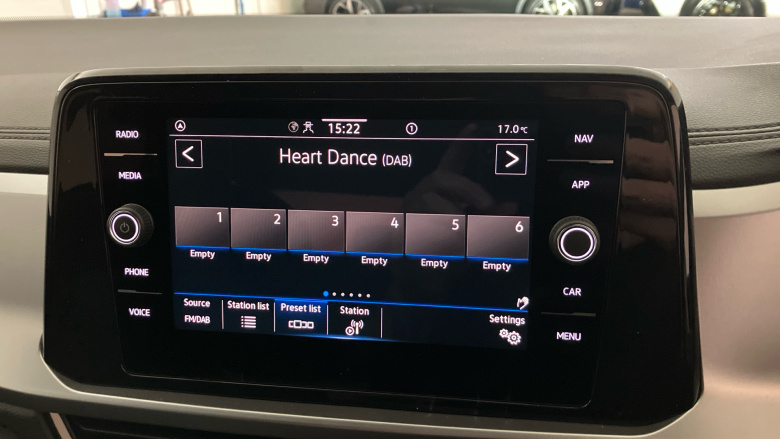 RADIO
MEDIA
PHONE
VOICE
15:22
1
17.0°C
Heart Dance (DAB)
1 2 3 4 5 6
Empty Empty Empty Empty Empty Empty
Source Station list Preset list Station Settings
FM/DAB
NAV
APP
CAR
MENU